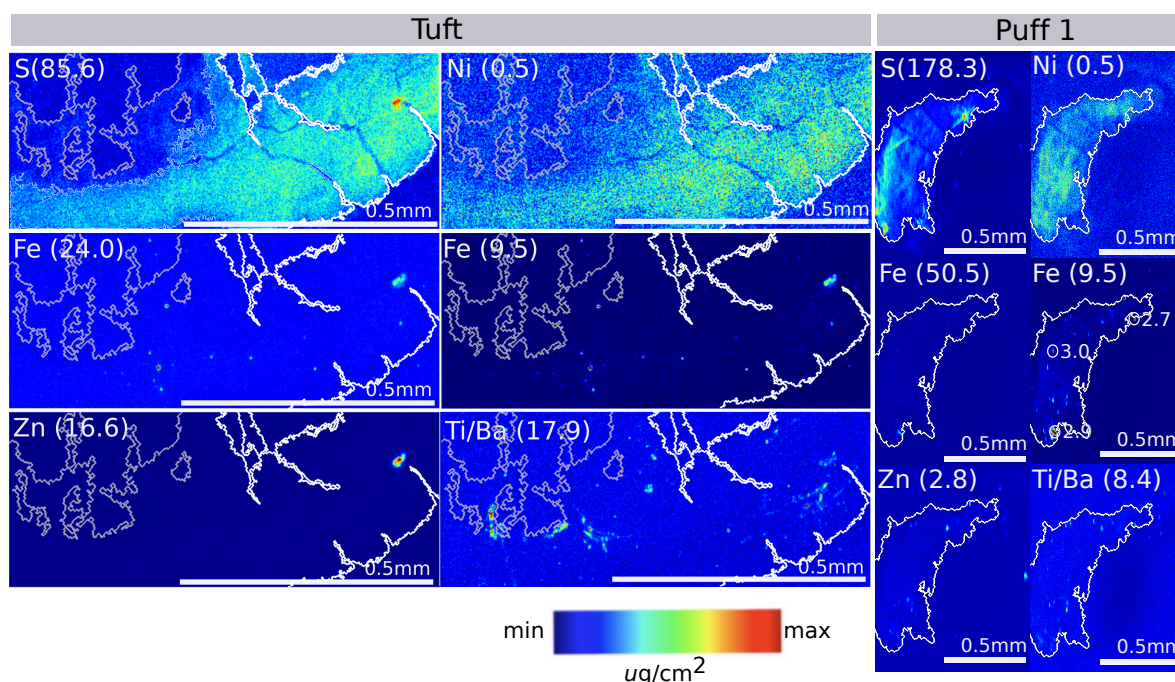 Tuft
Puff 1
S(85.6)
Ni (0.5)
0.5mm
0.5mm
Fe (24.0)
Fe (9.5)
0.5mm
0.5mm
Zn (16.6)
Ti/Ba (17.9)
0.5mm
0.5mm
S(178.3)
Ni (0.5)
0.5mm
0.5mm
Fe (50.5)
Fe (9.5)
2.7
3.0
2.9
0.5mm
0.5mm
Zn (2.8)
Ti/Ba (8.4)
0.5mm
0.5mm
min
max
ug/cm²